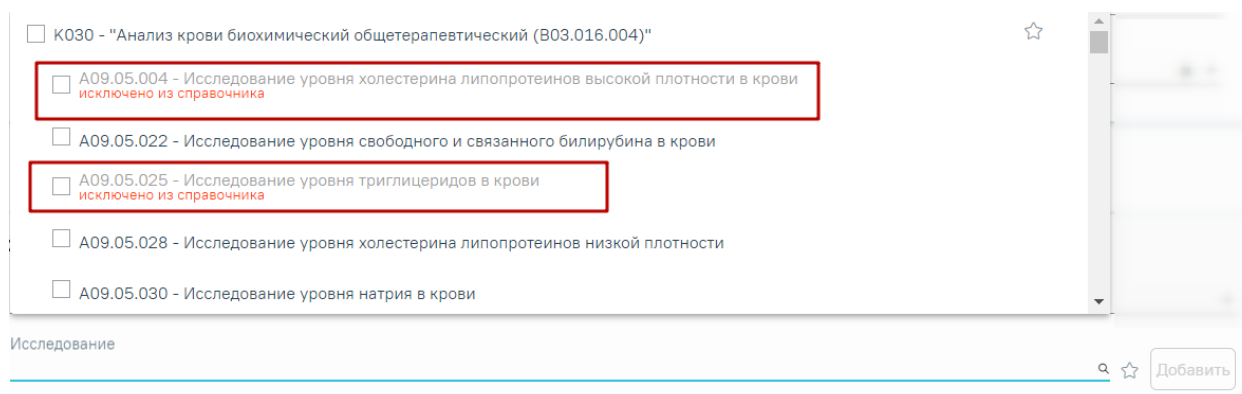 K030 - "Анализ крови биохимический общетерапевтический (B03.016.004)"
A09.05.004 - Исследование уровня холестерина липопротеинов высокой плотности в крови
исключено из справочника
A09.05.022 - Исследование уровня свободного и связанного билирубина в крови
A09.05.025 - Исследование уровня триглицеридов в крови
исключено из справочника
A09.05.028 - Исследование уровня холестерина липопротеинов низкой плотности
A09.05.030 - Исследование уровня натрия в крови
Исследование
Добавить